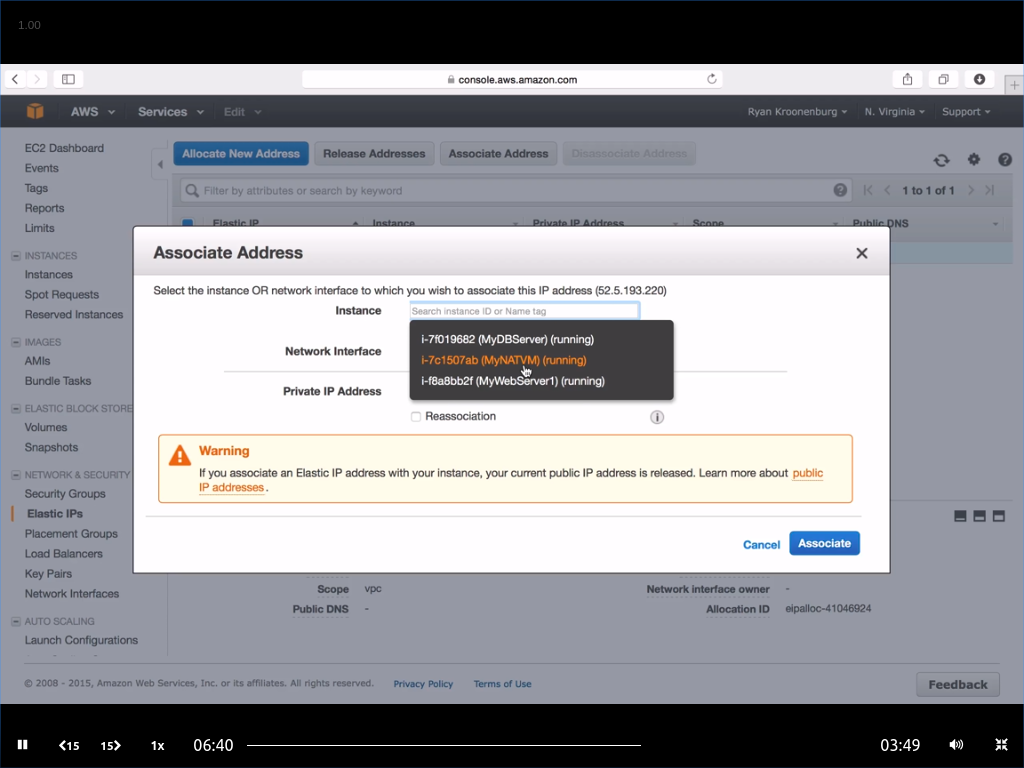 1.00
console.aws.amazon.com
AWS Services Edit Ryan Kroonenburg N. Virginia Support
EC2 Dashboard
Events
Tags
Reports
Limits
INSTANCES
Instances
Spot Requests
Reserved Instances
IMAGES
AMIs
Bundle Tasks
ELASTIC BLOCK STORE
Volumes
Snapshots
NETWORK & SECURITY
Security Groups
Elastic IPs
Placement Groups
Load Balancers
Key Pairs
Network Interfaces
AUTO SCALING
Launch Configurations
Allocate New Address Release Addresses Associate Address Disassociate Address
Filter by attributes or search by keyword 1 to 1 of 1
Elastic IP Instance Private IP Address Scope Public DNS
Associate Address
Select the instance OR network interface to which you wish to associate this IP address (52.5.193.220)
Instance Search instance ID or Name tag
i-7f019682 (MyDBServer) (running)
Network Interface
i-7c1507ab (MyNATVM) (running)
i-f8a8bb2f (MyWebServer1) (running)
Private IP Address
Reassociation
Warning
If you associate an Elastic IP address with your instance, your current public IP address is released. Learn more about public
IP addresses.
Cancel Associate
Scope vpc Network interface owner -
Public DNS - Allocation ID eipalloc-41046924
© 2008 - 2015, Amazon Web Services, Inc. or its affiliates. All rights reserved. Privacy Policy Terms of Use Feedback
15 15 1x 06:40 03:49